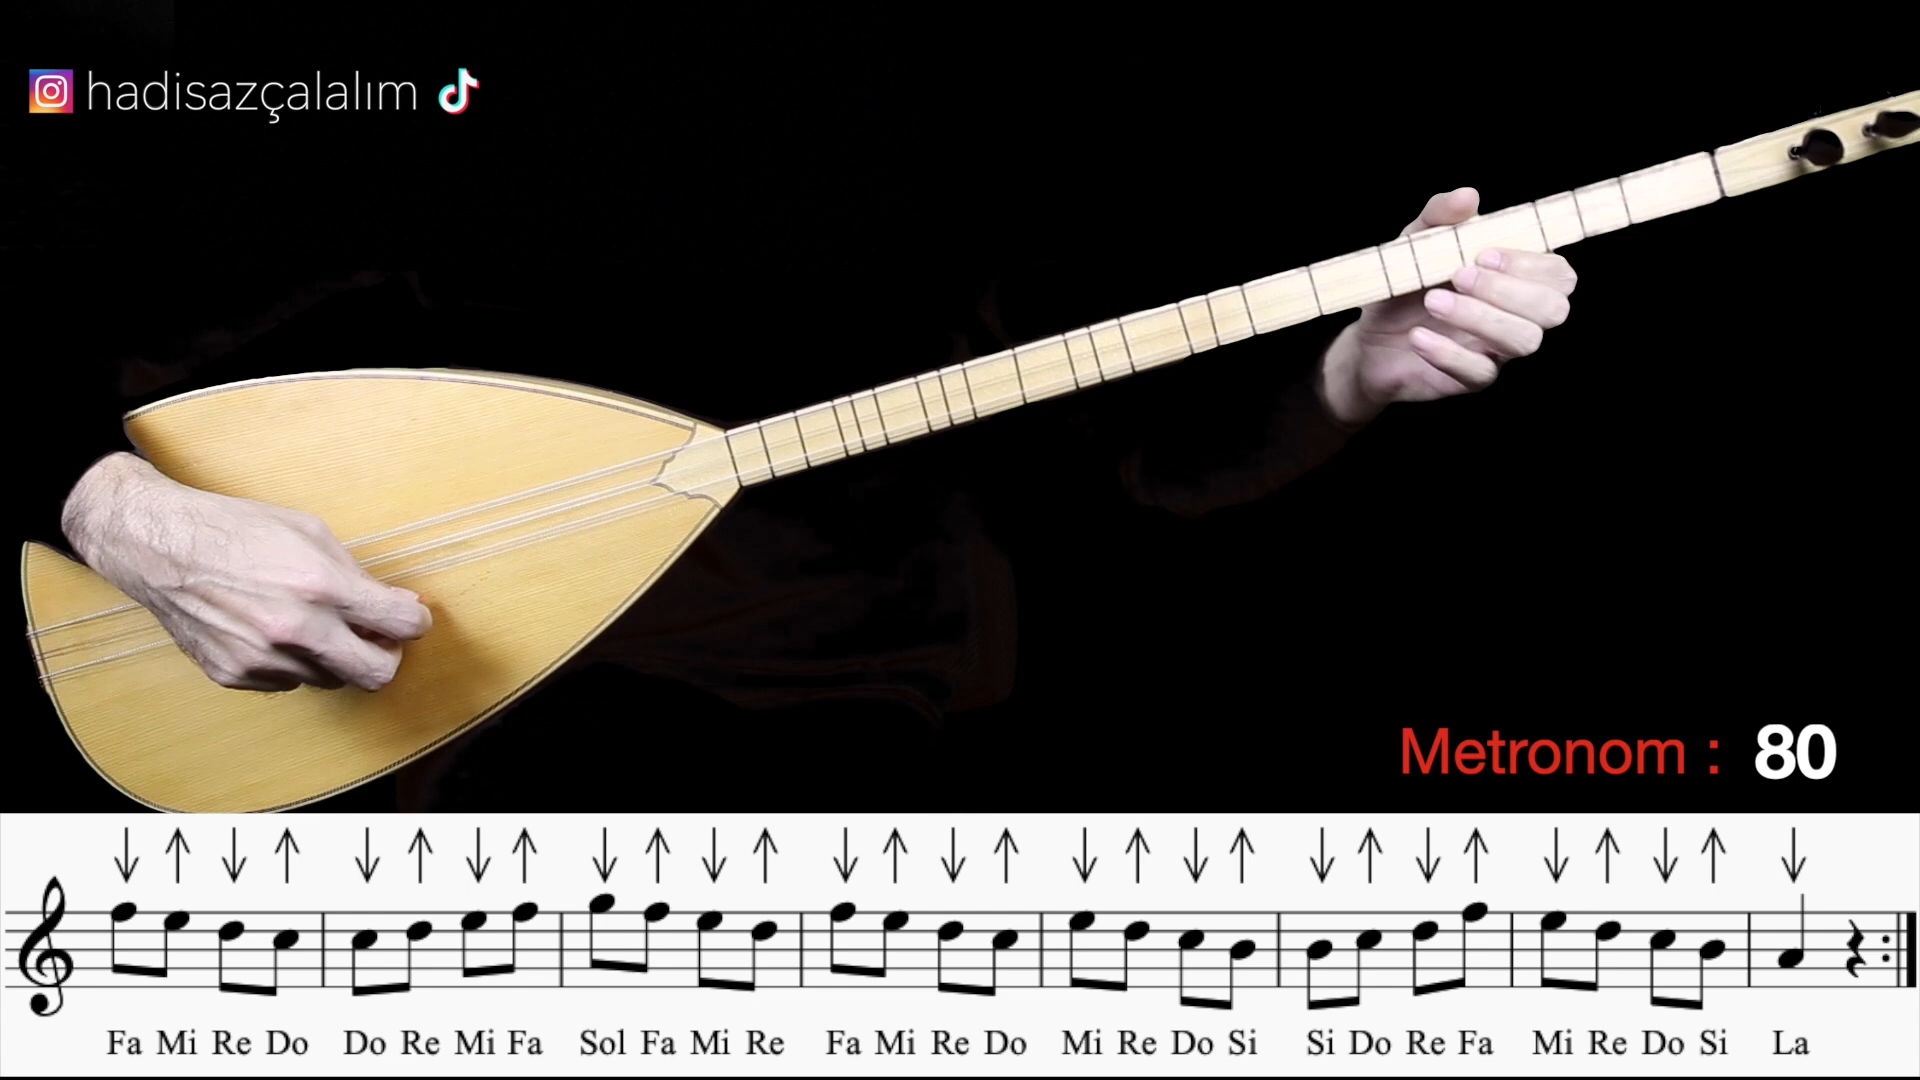 hadisazçalalım
Metronom : 80
Fa Mi Re Do Do Re Mi Fa Sol Fa Mi Re Fa Mi Re Do Mi Re Do Si Si Do Re Fa Mi Re Do Si La